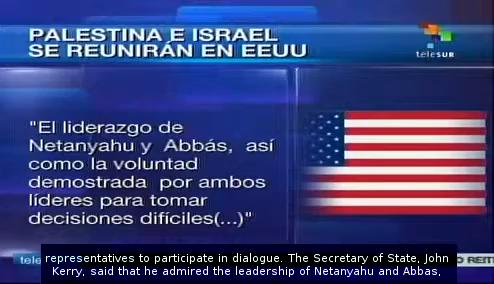 PALESTINA E ISRAEL
SE REUNIRÁN EN EEUU
teleSUR
"El liderazgo de
Netanyahu y Abbás, así
como la voluntad
demostrada por ambos
líderes para tomar
decisiones difíciles(...)"
representatives to participate in dialogue. The Secretary of State, John
Kerry, said that he admired the leadership of Netanyahu and Abbas,